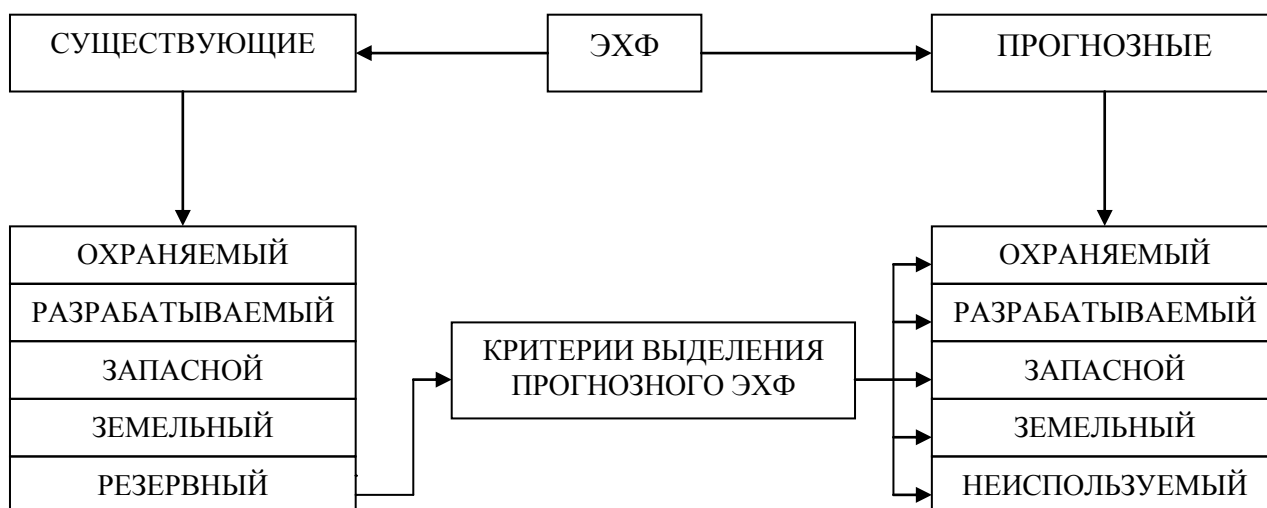 СУЩЕСТВУЮЩИЕ
ЭХФ
ПРОГНОЗНЫЕ
ОХРАНЯЕМЫЙ
РАЗРАБАТЫВАЕМЫЙ
ЗАПАСНОЙ
ЗЕМЕЛЬНЫЙ
РЕЗЕРВНЫЙ
КРИТЕРИИ ВЫДЕЛЕНИЯ
ПРОГНОЗНОГО ЭХФ
ОХРАНЯЕМЫЙ
РАЗРАБАТЫВАЕМЫЙ
ЗАПАСНОЙ
ЗЕМЕЛЬНЫЙ
НЕИСПОЛЬЗУЕМЫЙ